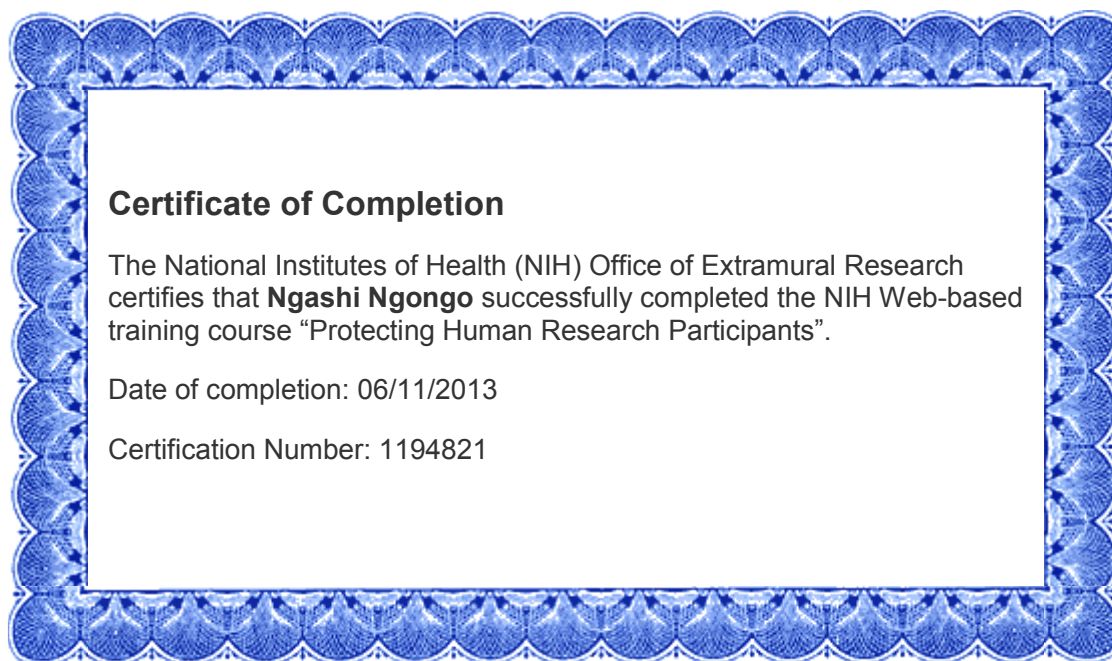 Certificate of Completion
The National Institutes of Health (NIH) Office of Extramural Research
certifies that Ngashi Ngongo successfully completed the NIH Web-based
training course “Protecting Human Research Participants”.
Date of completion: 06/11/2013
Certification Number: 1194821